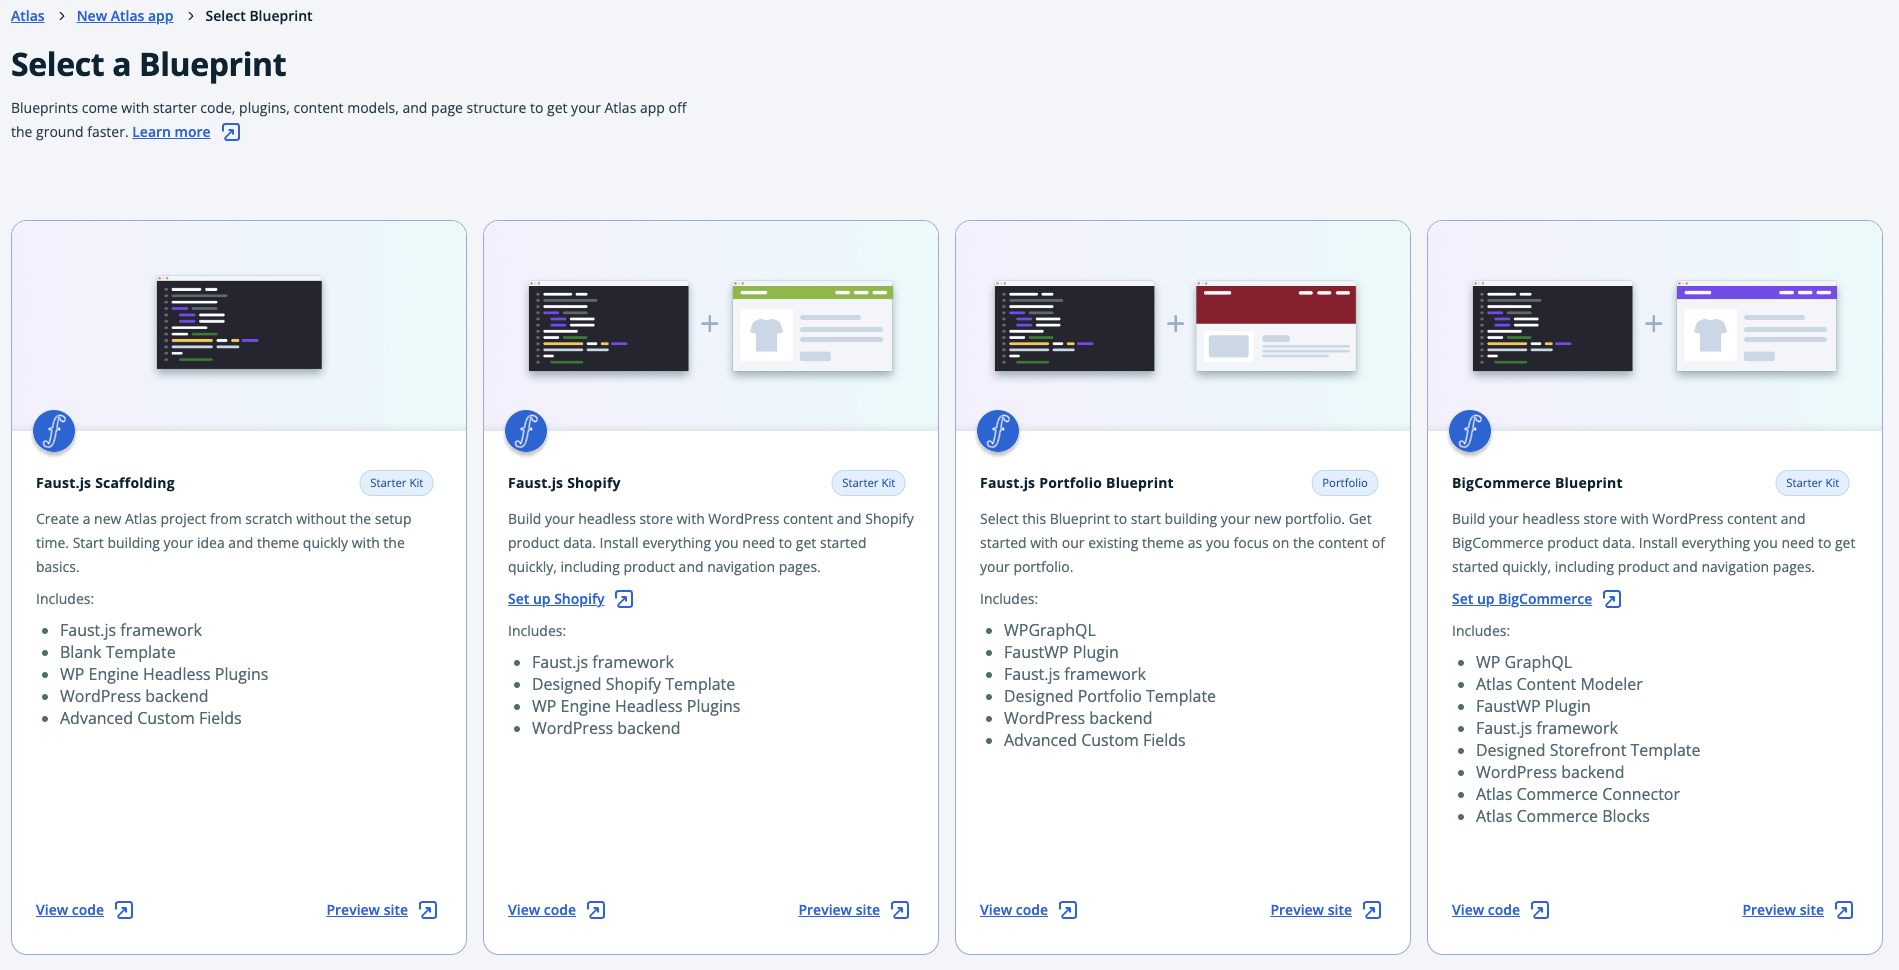 Atlas > New Atlas app > Select Blueprint
Select a Blueprint
Blueprints come with starter code, plugins, content models, and page structure to get your Atlas app off
the ground faster. Learn more
Faust.js Scaffolding
Starter Kit
Create a new Atlas project from scratch without the setup
time. Start building your idea and theme quickly with the
basics.
Includes:
• Faust.js framework
• Blank Template
• WP Engine Headless Plugins
• WordPress backend
• Advanced Custom Fields
View code
Preview site
Faust.js Shopify
Starter Kit
Build your headless store with WordPress content and Shopify
product data. Install everything you need to get started
quickly, including product and navigation pages.
Set up Shopify
Includes:
• Faust.js framework
• Designed Shopify Template
• WP Engine Headless Plugins
• WordPress backend
View code
Preview site
Faust.js Portfolio Blueprint
Portfolio
Select this Blueprint to start building your new portfolio. Get
started with our existing theme as you focus on the content of
your portfolio.
Includes:
• WPGraphQL
• FaustWP Plugin
• Faust.js framework
• Designed Portfolio Template
• WordPress backend
• Advanced Custom Fields
View code
Preview site
BigCommerce Blueprint
Starter Kit
Build your headless store with WordPress content and
BigCommerce product data. Install everything you need to get
started quickly, including product and navigation pages.
Set up BigCommerce
Includes:
• WP GraphQL
• Atlas Content Modeler
• FaustWP Plugin
• Faust.js framework
• Designed Storefront Template
• WordPress backend
• Atlas Commerce Connector
• Atlas Commerce Blocks
View code
Preview site